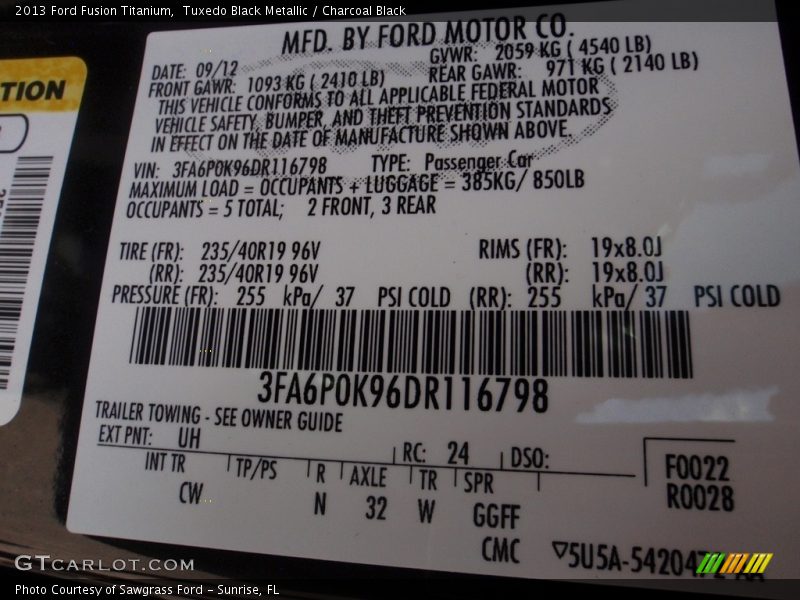 2013 Ford Fusion Titanium,  Tuxedo Black Metallic / Charcoal Black
TION
MFD. BY FORD MOTOR CO.
DATE: 09/12 GVWR: 2059 KG ( 4540 LB)
FRONT GAWR: 1093 KG ( 2410 LB) REAR GAWR: 971 KG ( 2140 LB)
THIS VEHICLE CONFORMS TO ALL APPLICABLE FEDERAL MOTOR
VEHICLE SAFETY, BUMPER, AND THEFT PREVENTION STANDARDS
IN EFFECT ON THE DATE OF MANUFACTURE SHOWN ABOVE.
VIN: 3FA6P0K96DR116798 TYPE: Passenger Car
MAXIMUM LOAD = OCCUPANTS + LUGGAGE = 385KG/ 850LB
OCCUPANTS = 5 TOTAL; 2 FRONT, 3 REAR
TIRE (FR): 235/40R19 96V RIMS (FR): 19x8.0J
(RR): 235/40R19 96V (RR): 19x8.0J
PRESSURE (FR): 255 kPa/ 37 PSI COLD (RR): 255 kPa/ 37 PSI COLD
3FA6P0K96DR116798
TRAILER TOWING - SEE OWNER GUIDE
EXT PNT: UH RC: 24 DSO:
INT TR TP/PS R AXLE TR SPR
CW N 32 W GGFF
CMC
F0022
R0028
▽5U5A-5420472
GTCARLOT.COM
Photo Courtesy of Sawgrass Ford - Sunrise, FL